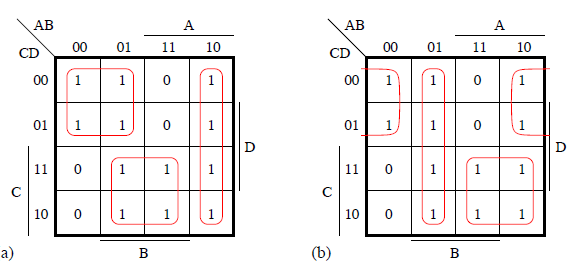 AB A AB A
CD 00 01 11 10 CD 00 01 11 10
00 1 1 0 1 00 1 1 0 1
01 1 1 0 1 01 1 1 0 1
D D
11 0 1 1 1 11 0 1 1 1
C C
10 0 1 1 1 10 0 1 1 1
a) B (b) B